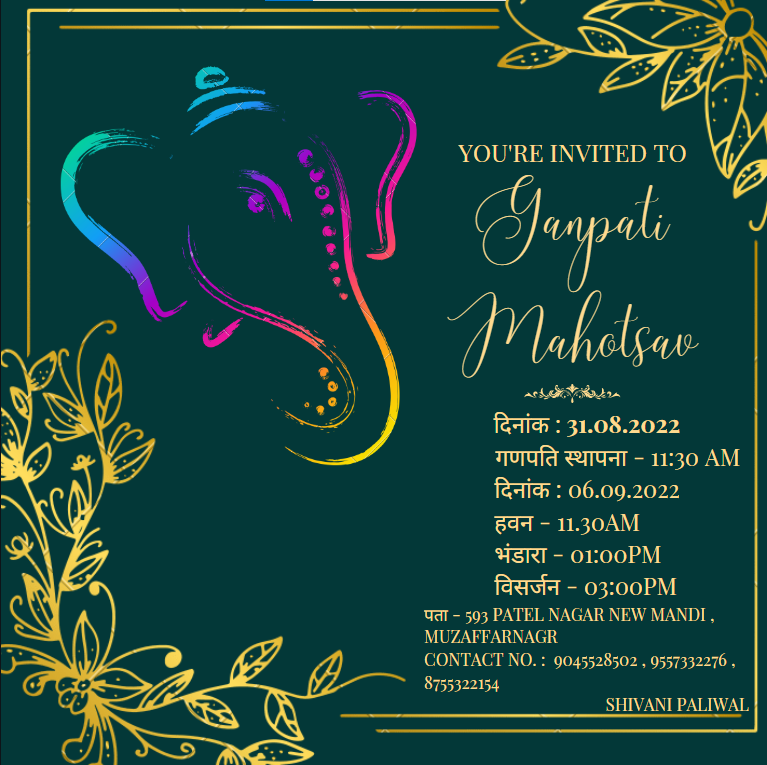 YOU'RE INVITED TO
Ganpati
Mahotsav
दिनांक : 31.08.2022
गणपति स्थापना - 11:30 AM
दिनांक : 06.09.2022
हवन - 11.30AM
भंडारा - 01:00PM
विसर्जन - 03:00PM
पता - 593 PATEL NAGAR NEW MANDI ,
MUZAFFARNAGR
CONTACT NO. : 9045528502 , 9557332276 ,
8755322154
SHIVANI PALIWAL